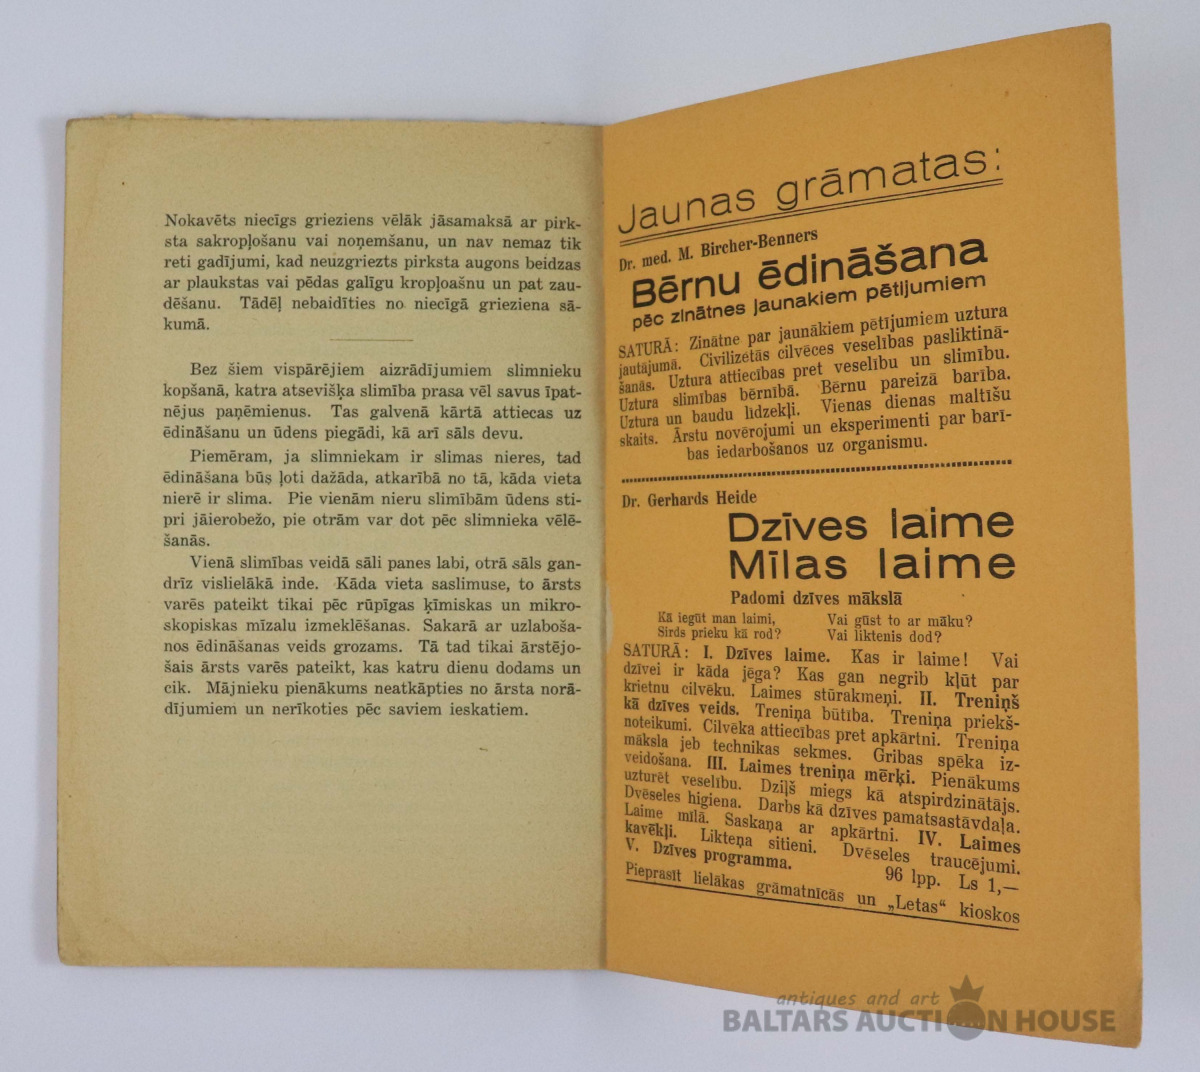 Nokavēts niecīgs grieziens vēlāk jāsamaksā ar pirk-
sta sakropļošanu vai noņemšanu, un nav nemaz tik
reti gadījumi, kad neuzgriezts pirksta augons beidzas
ar plaukstas vai pēdas galīgu kropļoašnu un pat zau-
dēšanu. Tādēļ nebaidīties no niecīgā grieziena sā-
kumā.
Bez šiem vispārējiem aizrādījumiem slimnieku
kopšanā, katra atsevišķa slimība prasa vēl savus īpat-
nējus paņēmienus. Tas galvenā kārtā attiecas uz
ēdināšanu un ūdens piegādi, kā arī sāls devu.
Piemēram, ja slimniekam ir slimas nieres, tad
ēdināšana būs ļoti dažāda, atkarībā no tā, kāda vieta
nierē ir slima. Pie vienām nieru slimībām ūdens sti-
pri jāierobežo, pie otrām var dot pēc slimnieka vēlē-
šanās.
Vienā slimības veidā sāli panes labi, otrā sāls gan-
drīz vislielākā inde. Kāda vieta saslimuse, to ārsts
varēs pateikt tikai pēc rūpīgas ķīmiskas un mikro-
skopiskas mīzalu izmeklēšanas. Sakarā ar uzlaboša-
nos ēdināšanas veids grozams. Tā tad tikai ārstējo-
šais ārsts varēs pateikt, kas katru dienu dodams un
cik. Mājnieku pienākums neatkāpties no ārsta norā-
dījumiem un nerīkoties pēc saviem ieskatiem.
Jaunas grāmatas:
Dr. med. M. Bircher-Benners
Bērnu ēdināšana
pēc zinātnes jaunakiem pētījumiem
SATURĀ: Zinātne par jaunākiem pētījumiem uztura
jautājumā. Civilizētās cilvēces veselības pasliktinā-
šanās. Uztura attiecības pret veselību un slimību.
Uztura slimības bērnībā. Bērnu pareizā barība.
Uztura un baudu līdzekļi. Vienas dienas maltīšu
skaits. Ārstu novērojumi un eksperimenti par barī-
bas iedarbošanos uz organismu.
Dr. Gerhards Heide
Dzīves laime
Mīlas laime
Padomi dzīves mākslā
Kā iegūt man laimi, Vai gūst to ar māku?
Sirds prieku kā rod? Vai liktenis dod?
SATURĀ: I. Dzīves laime. Kas ir laime! Vai
dzīvei ir kāda jēga? Kas gan negrib kļūt par
krietnu cilvēku. Laimes stūrakmeņi. II. Treniņš
kā dzīves veids. Treniņa būtība. Treniņa priekš-
noteikumi. Cilvēka attiecības pret apkārtni. Treniņa
māksla jeb technikas sekmes. Gribas spēka iz-
veidošana. III. Laimes treniņa mērķi. Pienākums
uzturēt veselību. Dziļš miegs kā atspirdzinātājs.
Dvēseles higiena. Darbs kā dzīves pamatsastāvdaļa.
Laime mīlā. Saskaņa ar apkārtni. IV. Laimes
kavēkļi. Likteņa sitieni. Dvēseles traucējumi.
V. Dzīves programma. 96 lpp. Ls 1,—
Pieprasīt lielākas grāmatnīcās un „Letas“ kioskos
antiques and art
BALTARS AUCTION HOUSE